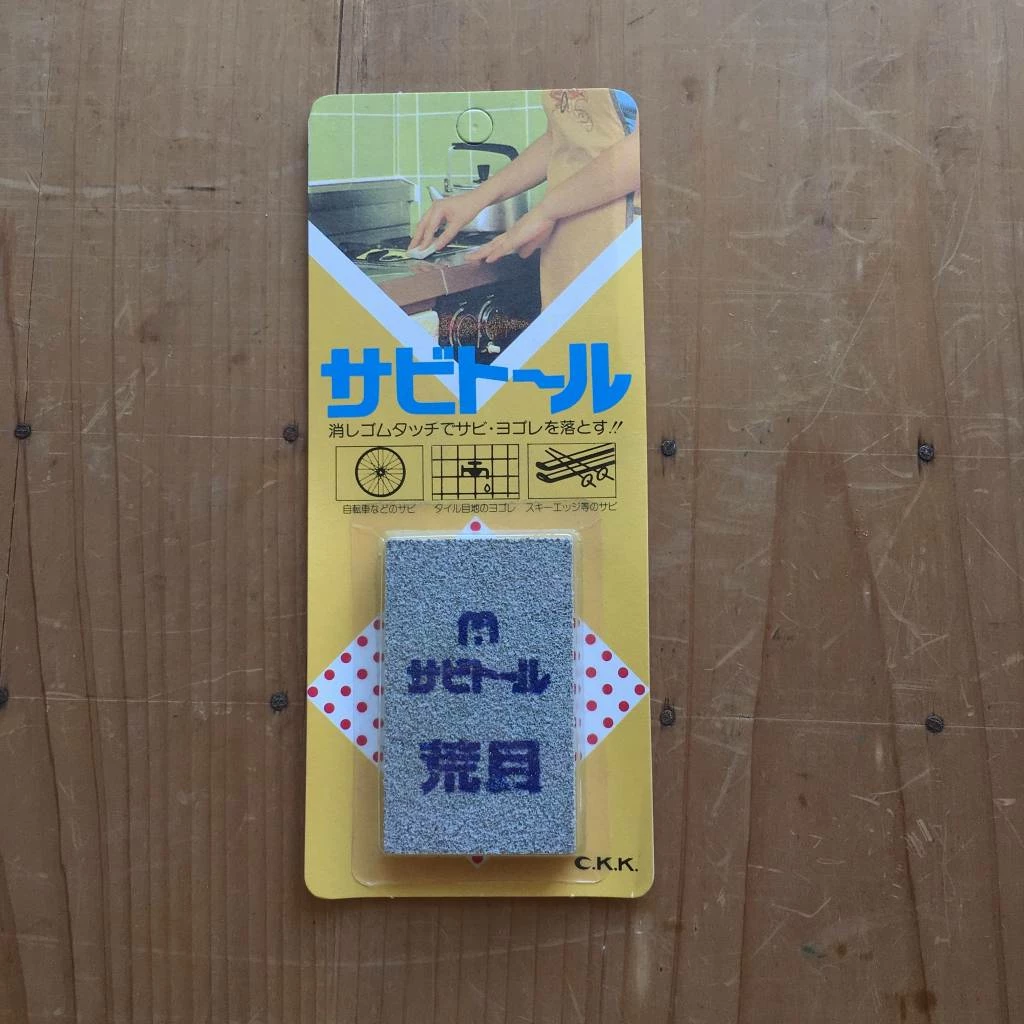 サビトール
消しゴムタッチでサビ・ヨゴレを落とす!!
自転車などのサビ
タイル目地のヨゴレ
スキーエッジ等のサビ
サビトール
荒目
C.K.K.